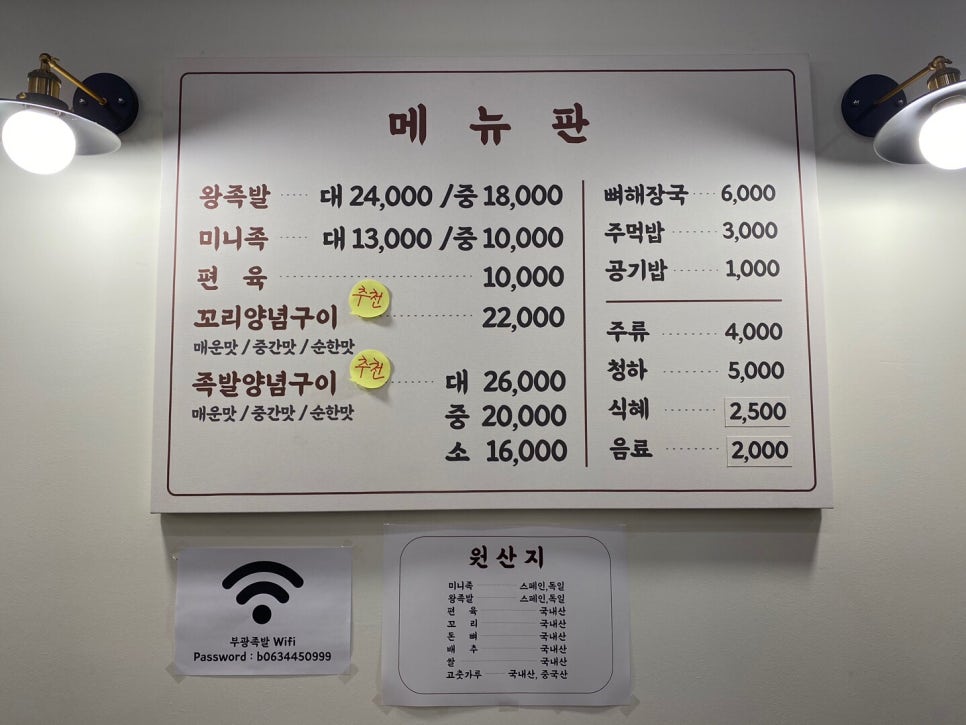 메 뉴 판
왕족발 대 24,000 /중 18,000
미니족 대 13,000 /중 10,000
편 육 10,000
추천
꼬리양념구이 22,000
매운맛 / 중간맛 / 순한맛
추천
족발양념구이 대 26,000
매운맛 / 중간맛 / 순한맛 중 20,000
소 16,000
뼈해장국 6,000
주먹밥 3,000
공기밥 1,000
주류 4,000
청하 5,000
식혜 2,500
음료 2,000
부광족발 Wifi
Password : b0634450999
원 산 지
미니족 스페인,독일
왕족발 스페인,독일
편 육 국내산
꼬 리 국내산
돈 뼈 국내산
배 추 국내산
쌀 국내산
고춧가루 국내산, 중국산